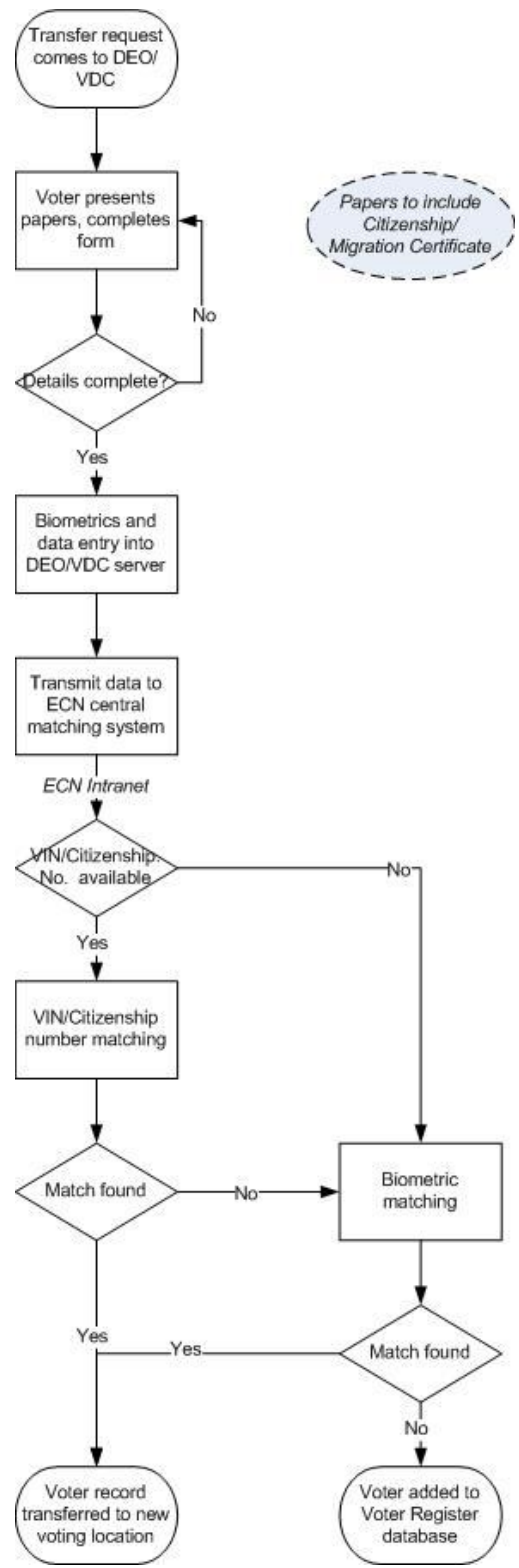 Transfer request
comes to DEO/
VDC
Voter presents
papers, completes
form
Papers to include
Citizenship/
Migration Certificate
No
Details complete?
Yes
Biometrics and
data entry into
DEO/VDC server
Transmit data to
ECN central
matching system
ECN Intranet
VIN/Citizenship.
No. available
No
Yes
VIN/Citizenship
number matching
Match found
No
Biometric
matching
Yes
Yes
Match found
No
Voter record
transferred to new
voting location
Voter added to
Voter Register
database